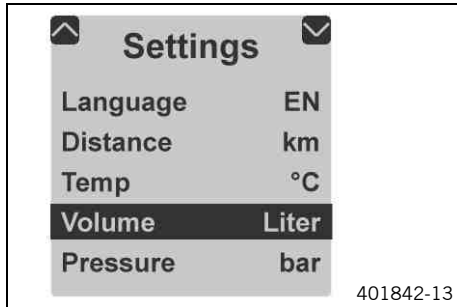 Settings
Language EN
Distance km
Temp °C
Volume Liter
Pressure bar
401842-13